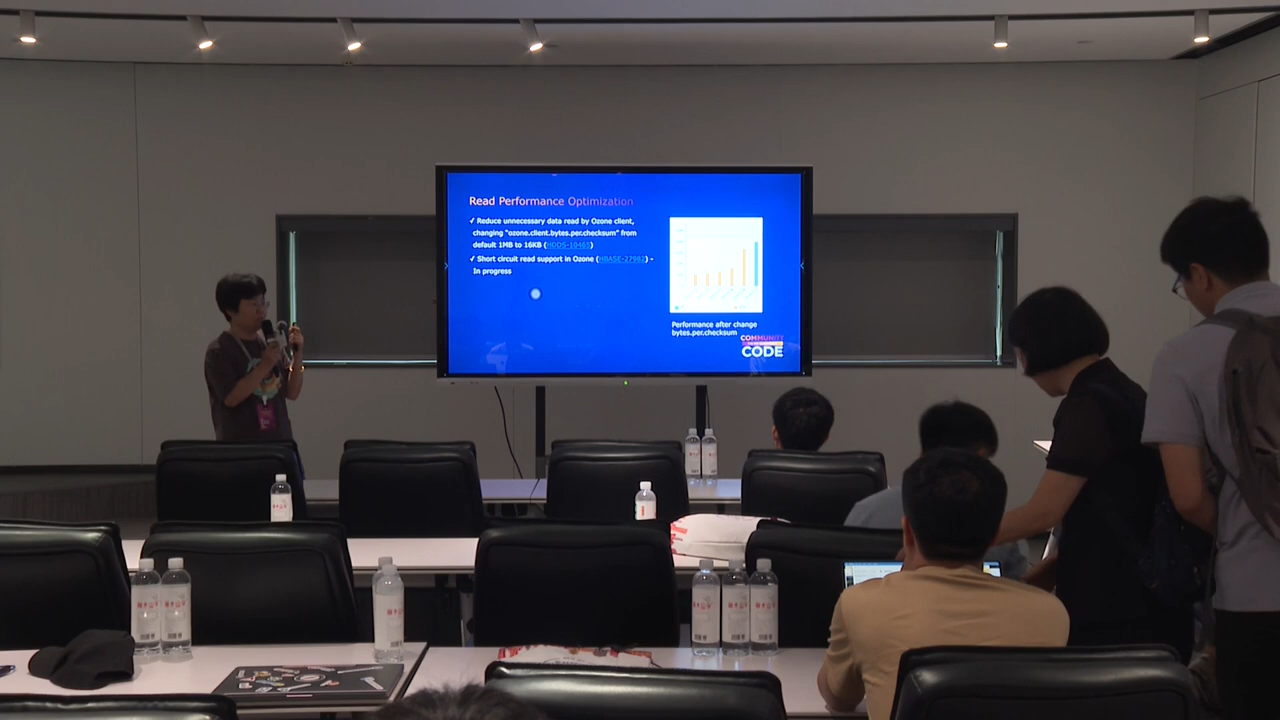 Read Performance Optimization
✓ Reduce unnecessary data read by Ozone client,
changing "ozone.client.bytes.per.checksum" from
default 1MB to 16KB (HDDS-10465)
✓ Short circuit read support in Ozone (HBASE-27982) -
In progress
Performance after change
bytes.per.checksum
COMMUNITY
CODE